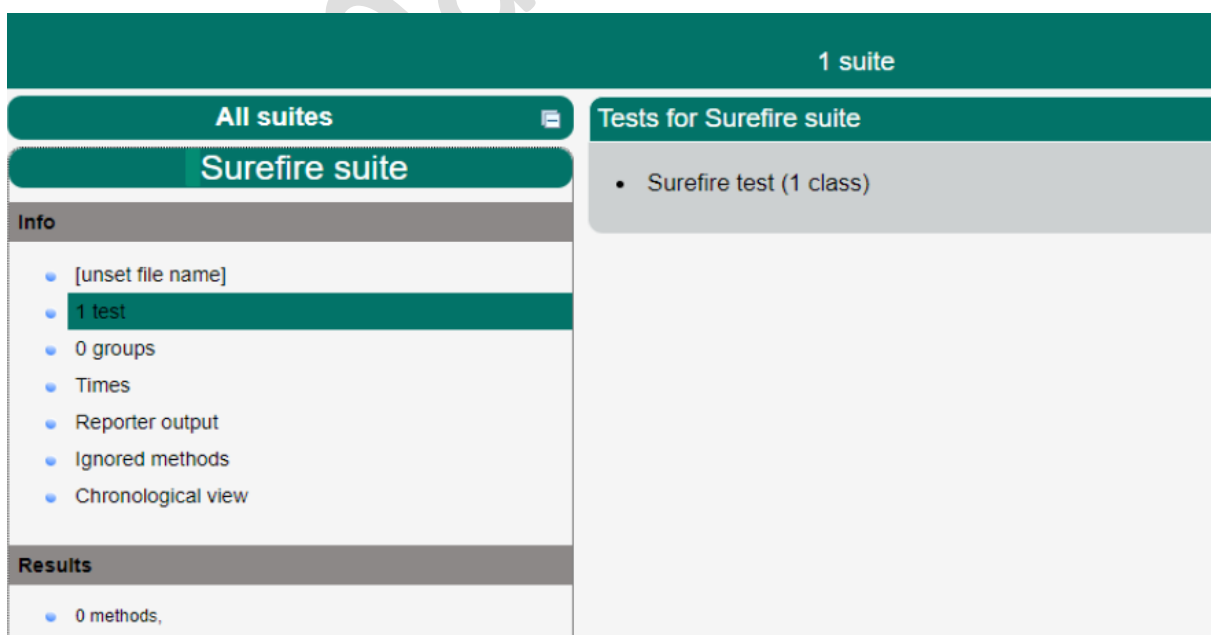 1 suite
All suites
Surefire suite
Info
[unset file name]
1 test
0 groups
Times
Reporter output
Ignored methods
Chronological view
Results
0 methods,
Tests for Surefire suite
Surefire test (1 class)